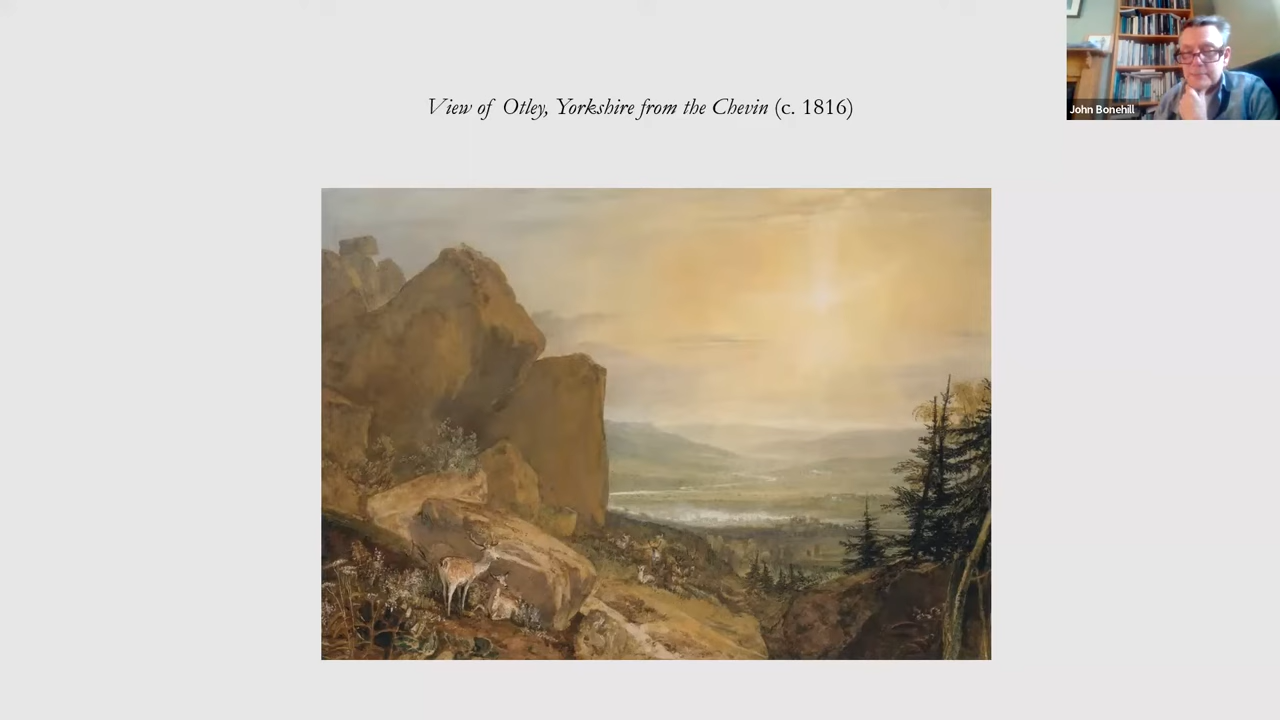 View of Otley, Yorkshire from the Chevin (c. 1816)
John Bonehill